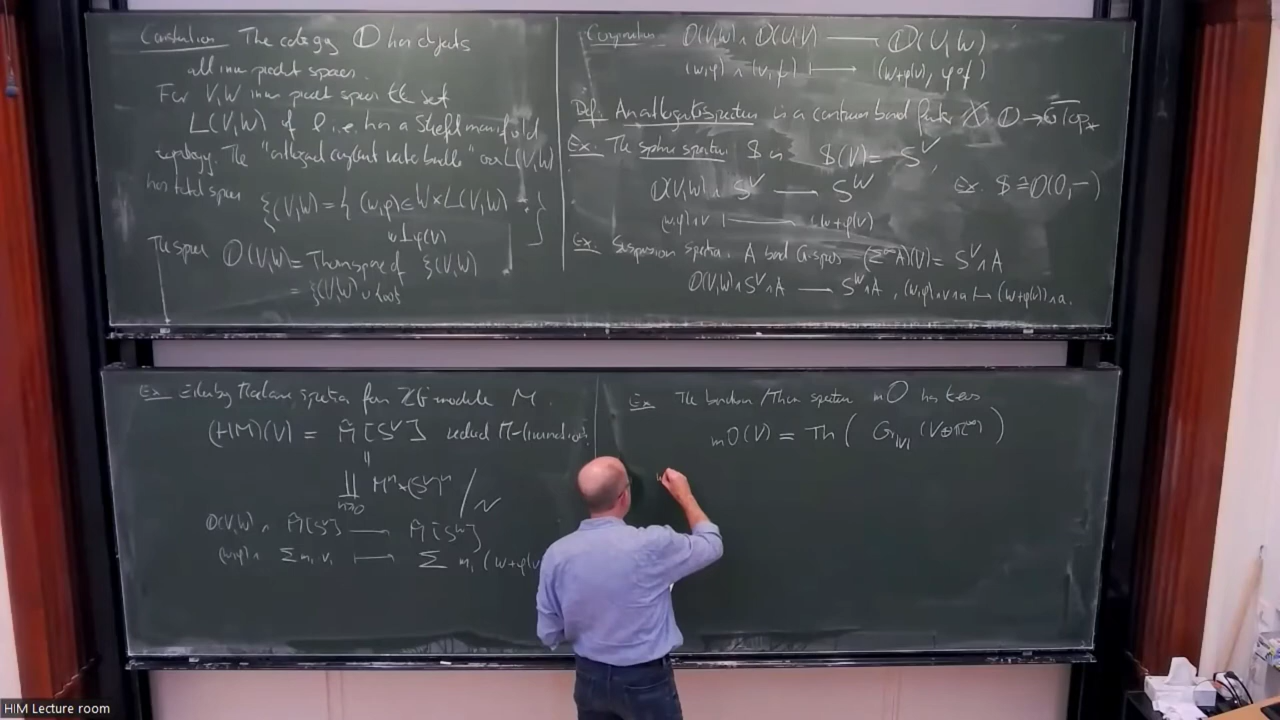 Construction The category O has objects
all inner product spaces.
For V, W inner product spaces the set
L(V,W) of l.i.e. has a Stiefel manifold
topology. The "orthogonal complement vector bundle" over L(V,W)
has total space
ξ(V,W) = { (w,φ) ∈ W × L(V,W) : }
w ⊥ φ(V)
The space O(V,W) = Thom space of ξ(V,W)
= ξ(V,W) ∪ {∞}
Composition O(V,W) ∧ O(U,V) → O(U,W)
(w,φ) ∧ (v,ψ) ↦ (w+φ(v), φ∘ψ)
Def: An orthogonal spectrum is a continuous based functor X: O → GTop_*
Ex. The sphere spectrum S is S(V) = S^V
O(V,W) ∧ S^V → S^W Ex. S ≅ O(0,-)
(w,φ) ∧ v ↦ (w+φ(v))
Ex. Suspension spectra. A based G-space (Σ^∞A)(V) = S^V ∧ A
O(V,W) ∧ S^V ∧ A → S^W ∧ A, (w,φ)∧v∧a ↦ (w+φ(v)) ∧ a.
Ex Eilenberg MacLane spectra for ZG-module M.
(HM)(V) = M̃[S^V] reduced M-linearization
=
∐ M^n × (S^V)^n / ~
n≥0
O(V,W) ∧ M̃[S^V] → M̃[S^W]
(w,φ) ∧ Σ m_i v_i ↦ Σ m_i (w+φ(v
Ex The bordism/Thom spectrum mO has terms
mO(V) = Th( Gr_{|V|} (V⊕R^∞) )